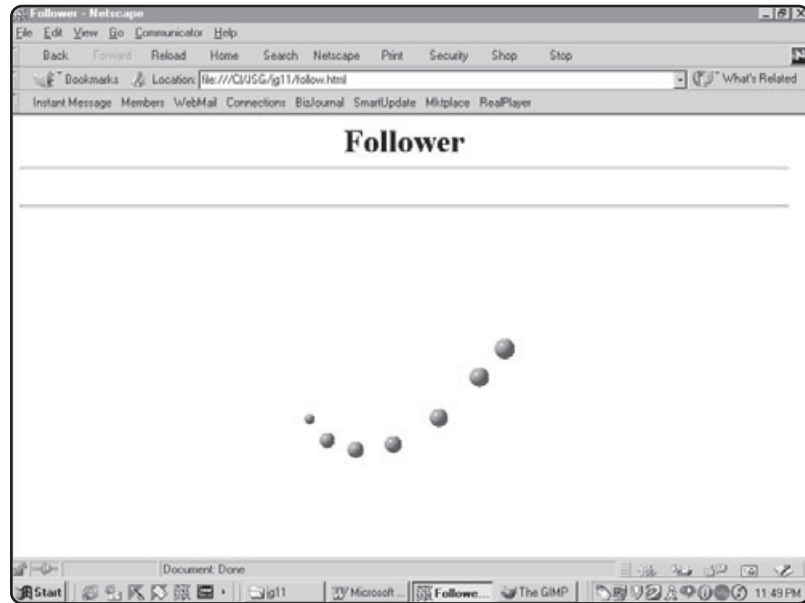 Follower - Netscape
File Edit View Go Communicator Help
Back Forward Reload Home Search Netscape Print Security Shop Stop
Bookmarks Location: file:///C|/JSG/jg11/follow.html What's Related
Instant Message Members WebMail Connections BizJournal SmartUpdate Mktplace RealPlayer
Follower
Document: Done
Start jg11 Microsoft ... Followe... The GIMP 11:49 PM